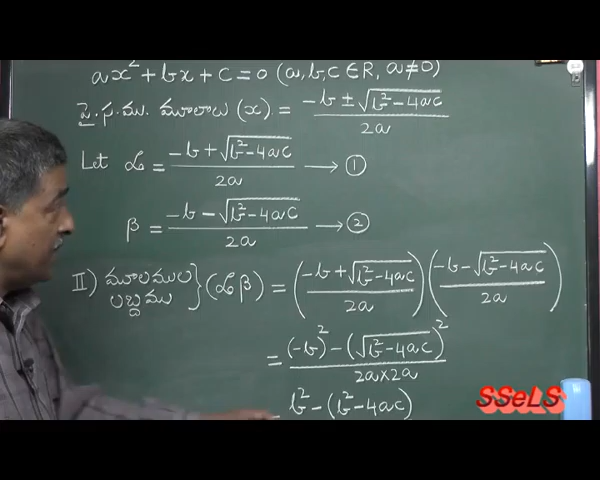 ax² + bx + c = 0 (a, b, c ∈ R, a ≠ 0)
పై.స.ము. మూలాలు (x) = (-b ± √(b² - 4ac)) / 2a
Let α = (-b + √(b² - 4ac)) / 2a → ①
β = (-b - √(b² - 4ac)) / 2a → ②
II) మూలముల లబ్దము } (αβ) = ((-b + √(b² - 4ac)) / 2a) ((-b - √(b² - 4ac)) / 2a)
= ((-b)² - (√(b² - 4ac))²) / 2a×2a
= b² - (b² - 4ac)
SSeLS